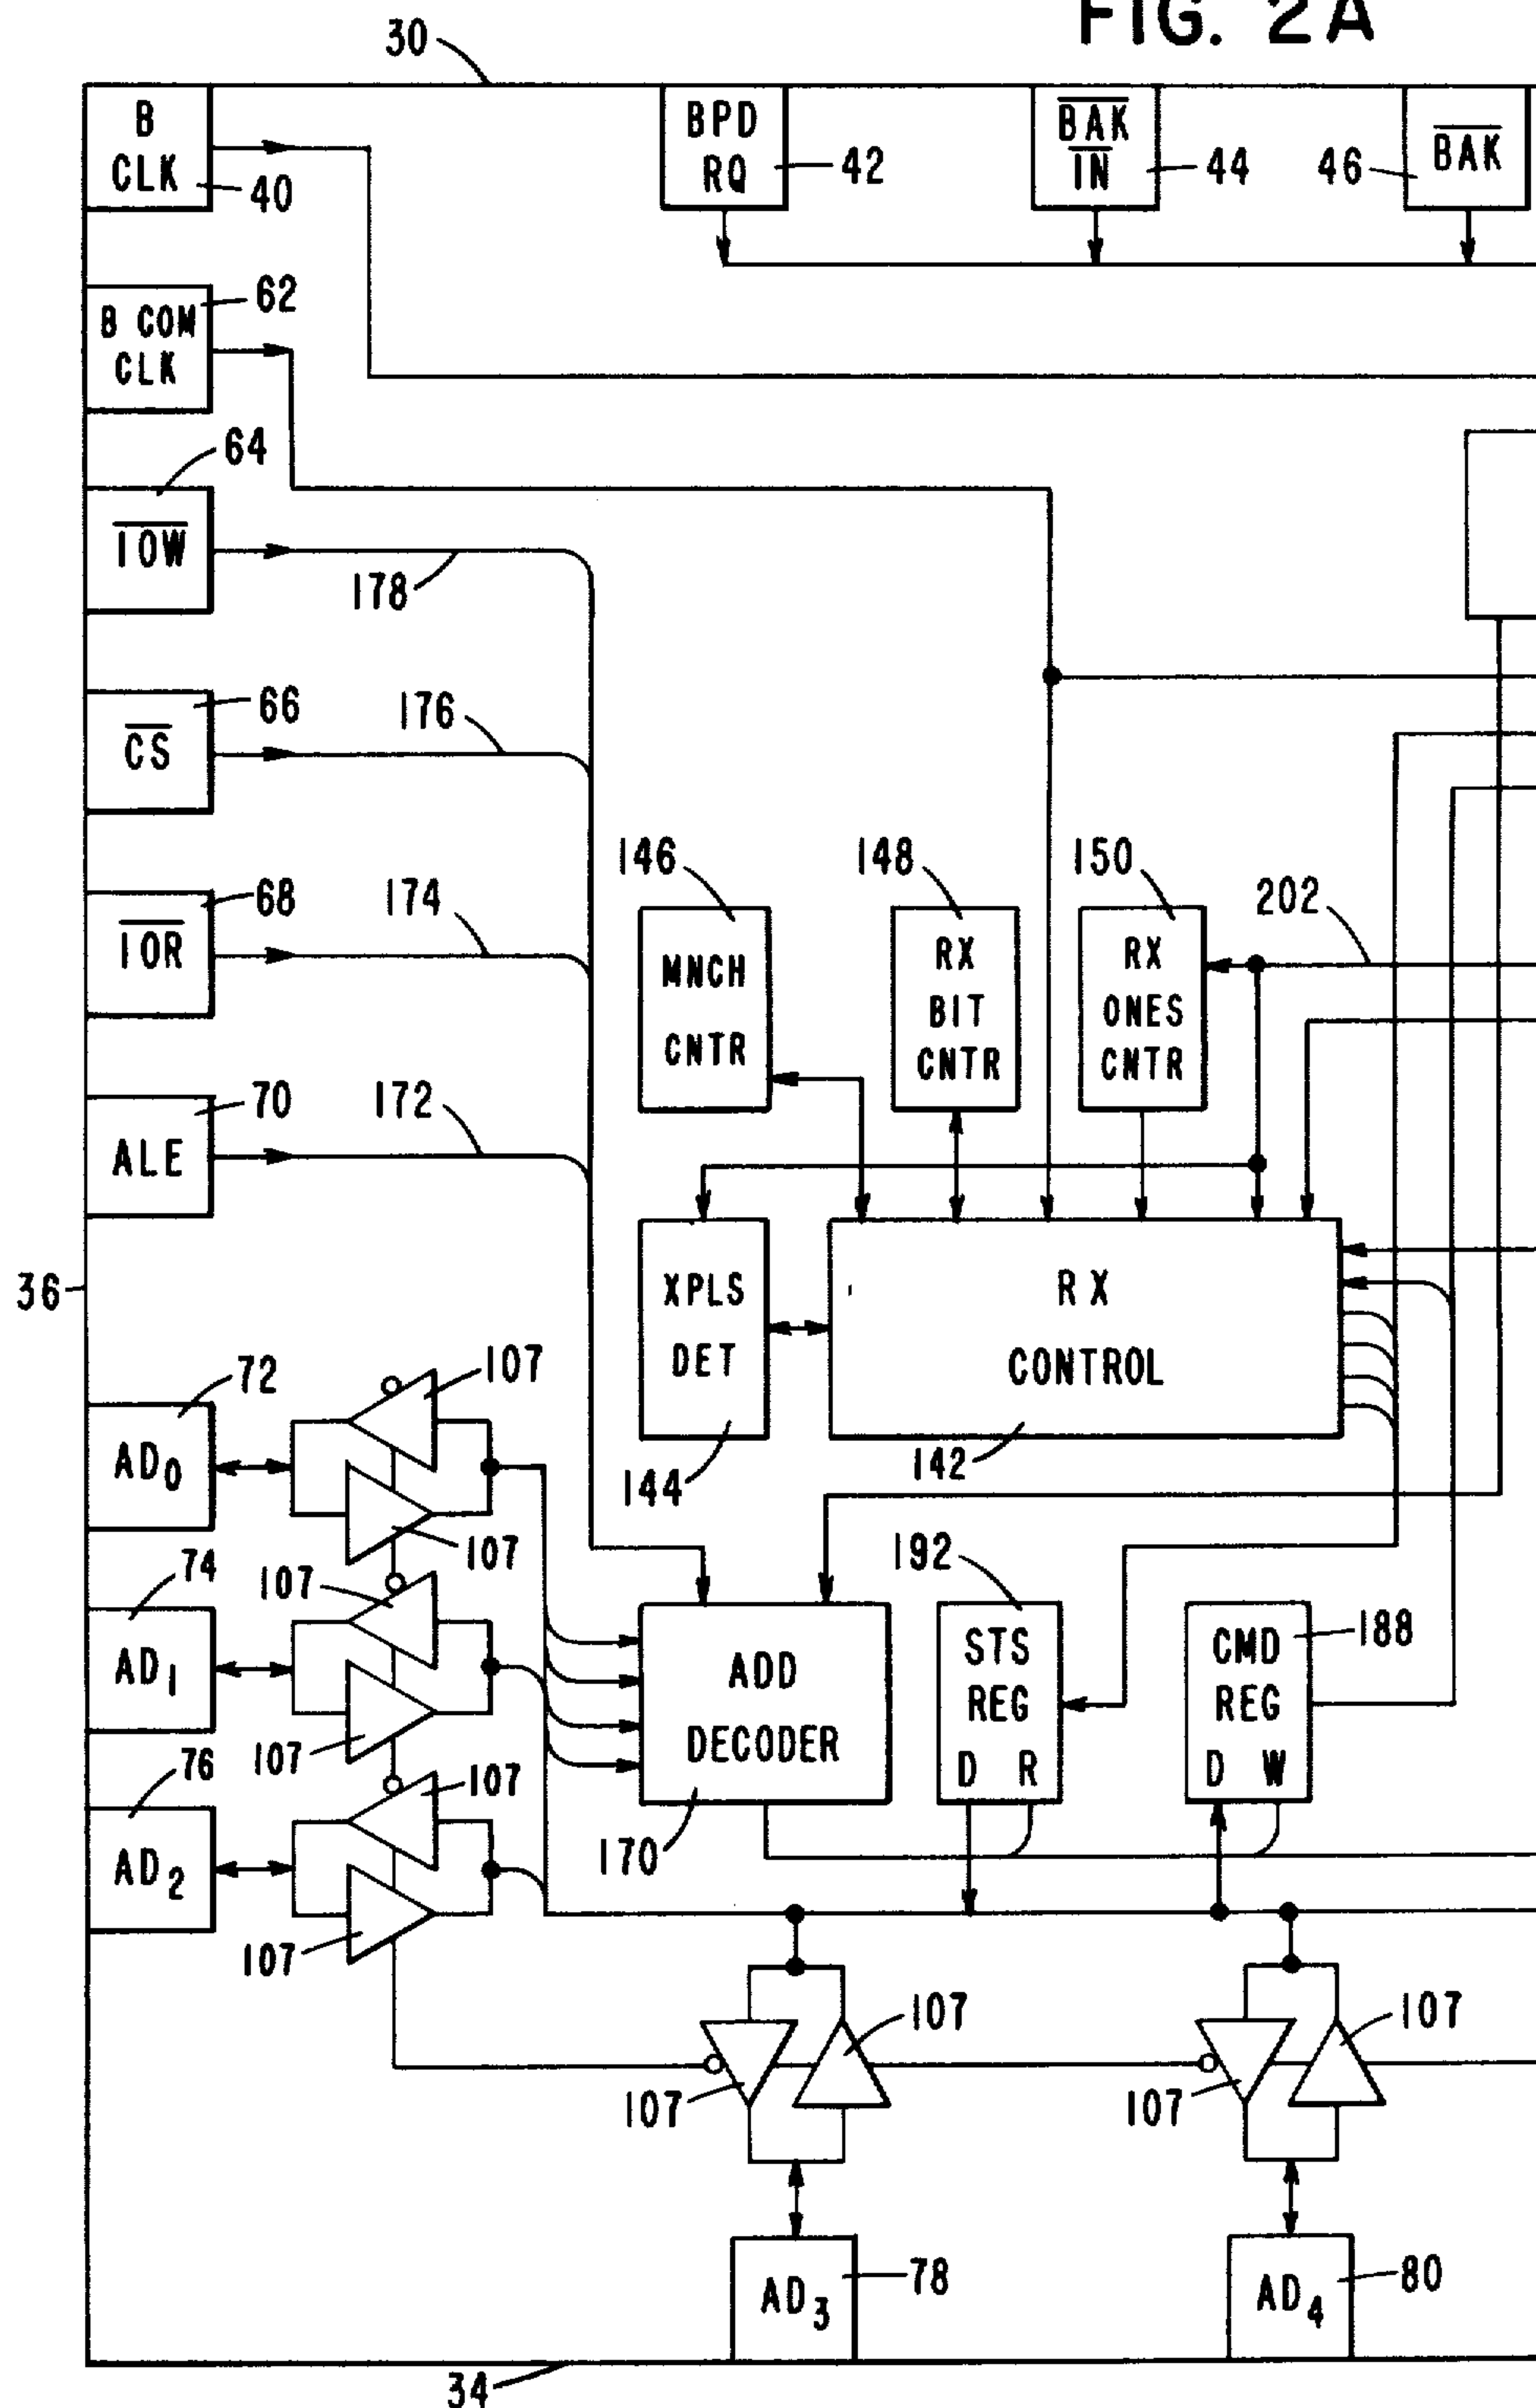 FIG. 2A
30
B
CLK
40
BPD
RQ
42
BAK
IN
44
46
BAK
62
B COM
CLK
64
IOW
178
66
CS
176
68
IOR
174
70
ALE
172
146
MNCH
CNTR
148
RX
BIT
CNTR
150
RX
ONES
CNTR
202
36
XPLS
DET
144
RX
CONTROL
142
72
AD0
107
107
74
AD1
107
107
76
AD2
107
107
ADD
DECODER
170
192
STS
REG
D R
CMD
REG
D W
188
107
107
107
107
AD3
78
AD4
80
34